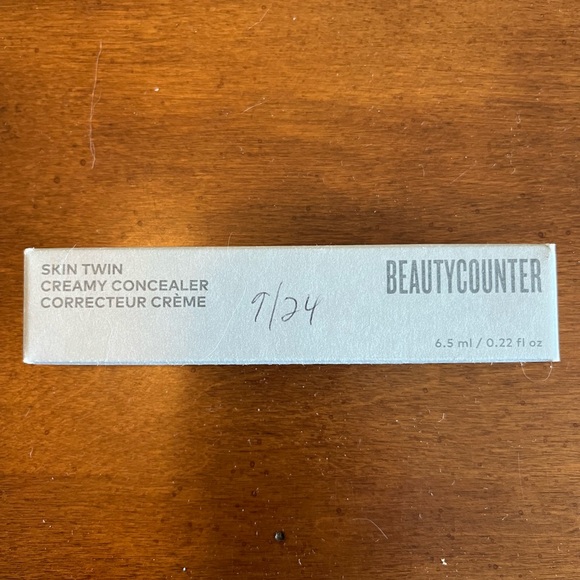 SKIN TWIN
CREAMY CONCEALER
CORRECTEUR CRÈME
9/24
BEAUTYCOUNTER
6.5 ml / 0.22 fl oz